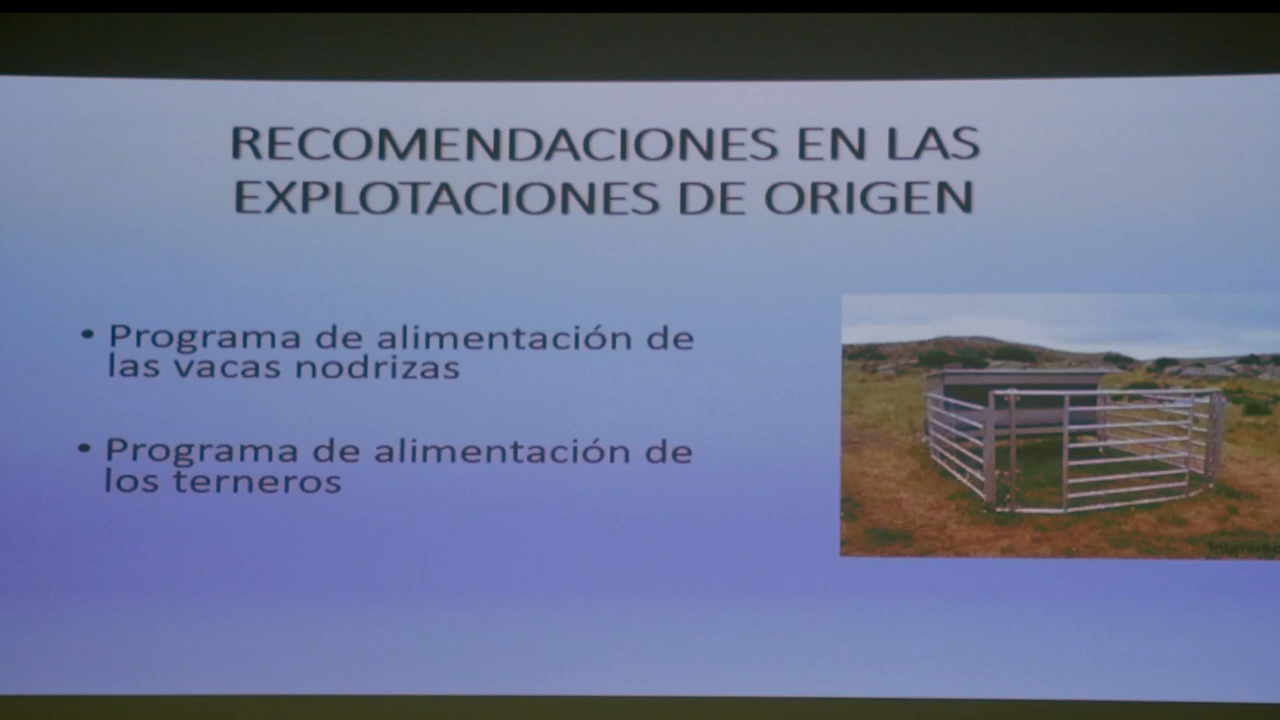 RECOMENDACIONES EN LAS
EXPLOTACIONES DE ORIGEN
• Programa de alimentación de
las vacas nodrizas
• Programa de alimentación de
los terneros